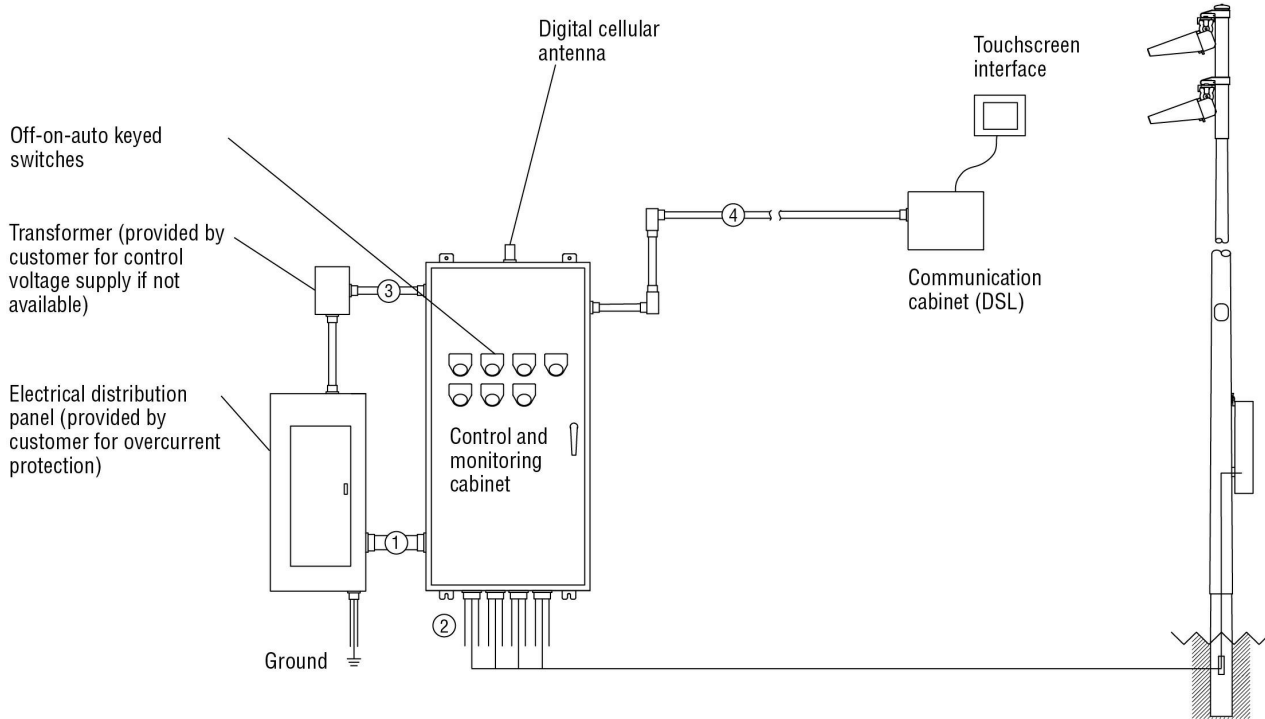 Digital cellular
antenna
Touchscreen
interface
Off-on-auto keyed
switches
Transformer (provided by
customer for control
voltage supply if not
available)
3
4
Communication
cabinet (DSL)
Electrical distribution
panel (provided by
customer for overcurrent
protection)
Control and
monitoring
cabinet
1
2
Ground